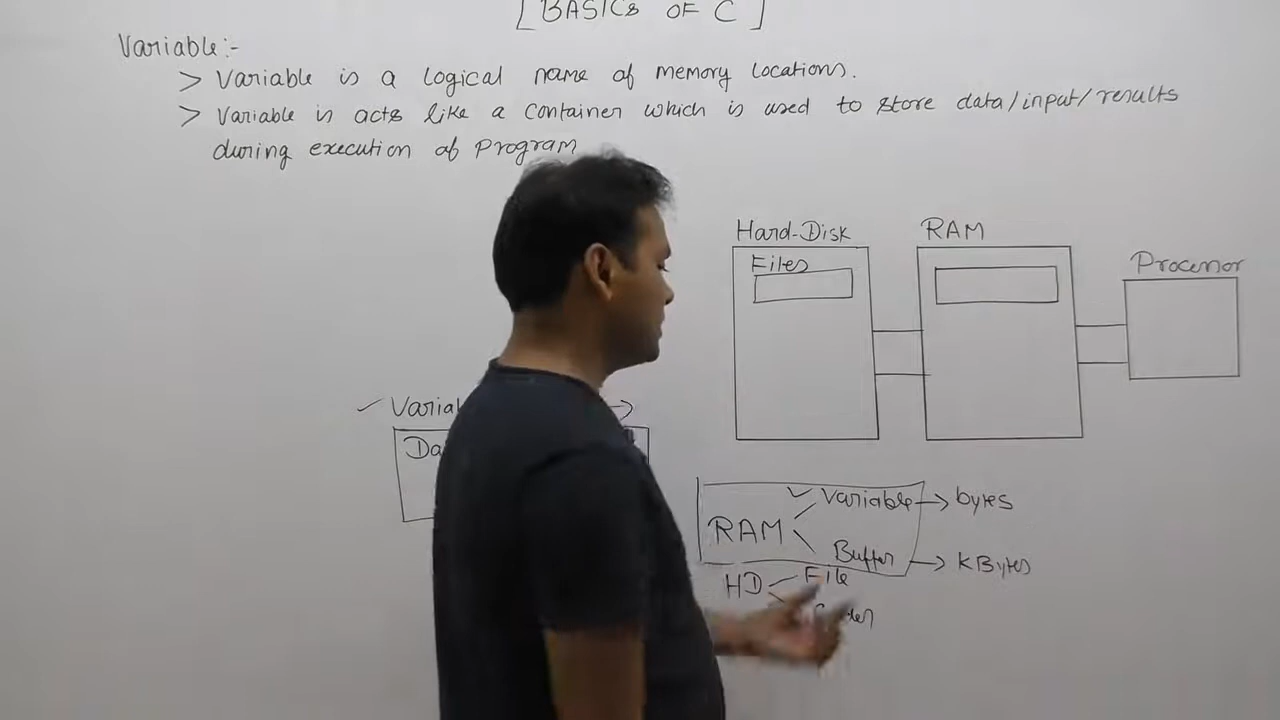 [ BASICs OF C ]
Variable:-
> Variable is a logical name of memory locations.
> Variable is acts like a container which is used to store data/input/results
during execution of program
Hard-Disk
RAM
Files
Processor
✓ Variab
→
Da
RAM
✓ Variable → bytes
Buffer → KBytes
HD
File